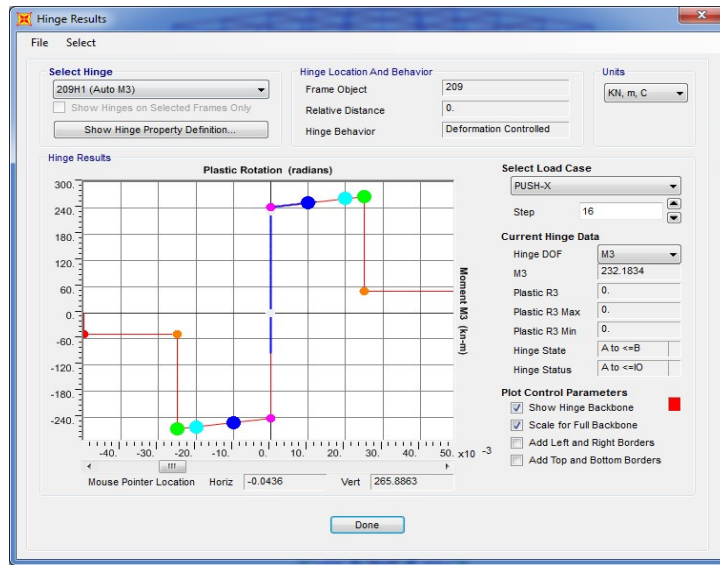 Hinge Results
File Select
Select Hinge
209H1 (Auto M3)
Show Hinges on Selected Frames Only
Show Hinge Property Definition...
Hinge Location And Behavior
Frame Object 209
Relative Distance 0.
Hinge Behavior Deformation Controlled
Units
KN, m, C
Hinge Results
Plastic Rotation (radians)
300.
240.
180.
120.
60.
0.
-60.
-120.
-180.
-240.
Moment M3 (kn-m)
-40. -30. -20. -10. 0. 10. 20. 30. 40. 50. x10 -3
Mouse Pointer Location Horiz -0.0436 Vert 265.8863
Select Load Case
PUSH-X
Step 16
Current Hinge Data
Hinge DOF M3
M3 232.1834
Plastic R3 0.
Plastic R3 Max 0.
Plastic R3 Min 0.
Hinge State A to <=B
Hinge Status A to <=IO
Plot Control Parameters
Show Hinge Backbone
Scale for Full Backbone
Add Left and Right Borders
Add Top and Bottom Borders
Done